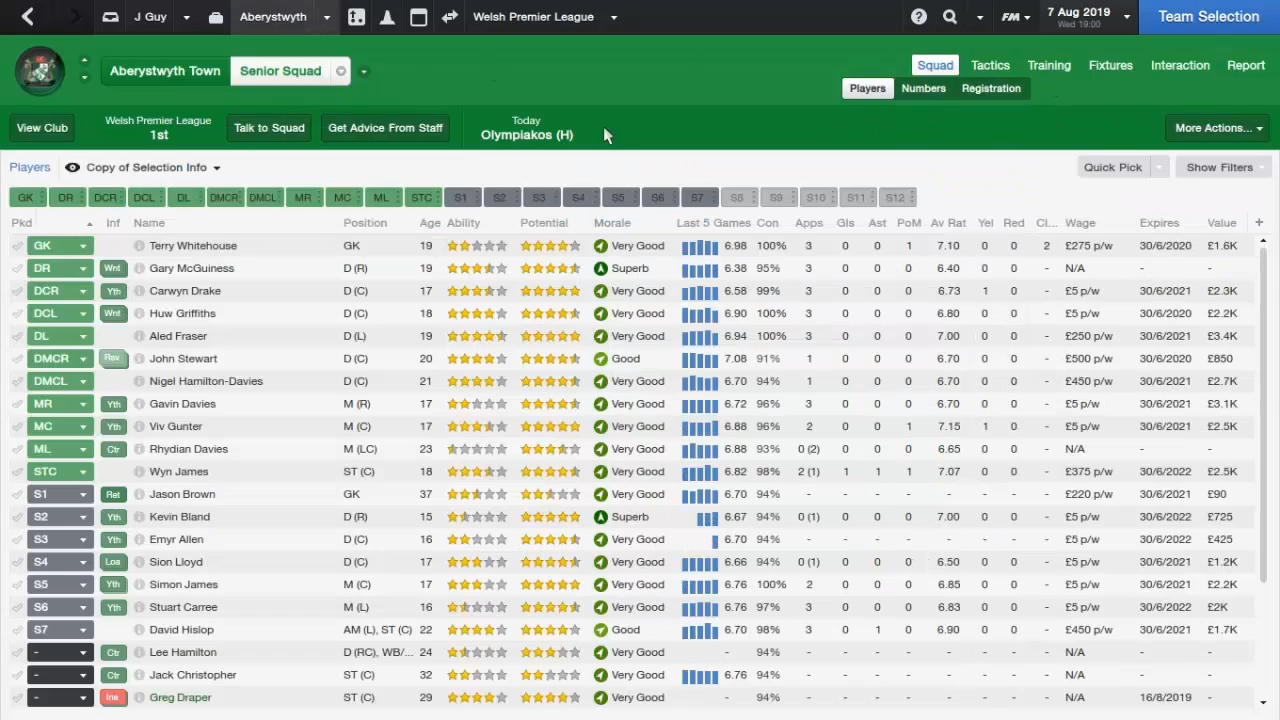 J Guy Aberystwyth Welsh Premier League FM 7 Aug 2019 Wed 19:00 Team Selection
Aberystwyth Town Senior Squad Squad Tactics Training Fixtures Interaction Report
Players Numbers Registration
View Club Welsh Premier League 1st Talk to Squad Get Advice From Staff Today Olympiakos (H) More Actions...
Players Copy of Selection Info Quick Pick Show Filters
GK DR DCR DCL DL DMCR DMCL MR MC ML STC S1 S2 S3 S4 S5 S6 S7 S8 S9 S10 S11 S12
Pkd Inf Name Position Age Ability Potential Morale Last 5 Games Con Apps Gls Ast PoM Av Rat Yel Red Cl... Wage Expires Value +
GK Terry Whitehouse GK 19 Very Good 6.98 100% 3 0 0 1 7.10 0 0 2 £275 p/w 30/6/2020 £1.6K
DR Wnt Gary McGuiness D (R) 19 Superb 6.38 95% 3 0 0 0 6.40 0 0 - N/A - -
DCR Yth Carwyn Drake D (C) 17 Very Good 6.58 99% 3 0 0 0 6.73 1 0 - £5 p/w 30/6/2021 £2.3K
DCL Wnt Huw Griffiths D (C) 18 Very Good 6.90 100% 3 0 0 0 6.80 0 0 - £5 p/w 30/6/2020 £2.2K
DL Aled Fraser D (L) 19 Very Good 6.94 100% 3 0 0 0 7.00 0 0 - £250 p/w 30/6/2021 £3.4K
DMCR Rsv John Stewart D (C) 20 Good 7.08 91% 1 0 0 0 6.70 0 0 - £500 p/w 30/6/2020 £850
DMCL Nigel Hamilton-Davies D (C) 21 Very Good 6.70 94% 1 0 0 0 6.70 0 0 - £450 p/w 30/6/2021 £2.7K
MR Yth Gavin Davies M (R) 17 Very Good 6.72 96% 3 0 0 0 6.70 0 0 - £5 p/w 30/6/2021 £3.1K
MC Yth Viv Gunter M (C) 17 Very Good 6.88 96% 2 0 0 1 7.15 1 0 - £5 p/w 30/6/2021 £2.5K
ML Ctr Rhydian Davies M (LC) 23 Very Good 6.88 93% 0 (2) 0 0 0 6.65 0 0 - N/A - -
STC Wyn James ST (C) 18 Very Good 6.82 98% 2 (1) 1 1 1 7.07 0 0 - £375 p/w 30/6/2022 £2.5K
S1 Ret Jason Brown GK 37 Very Good 6.70 94% - - - - - - - - £220 p/w 30/6/2021 £90
S2 Yth Kevin Bland D (R) 15 Superb 6.67 94% 0 (1) 0 0 0 7.00 0 0 - £5 p/w 30/6/2022 £725
S3 Yth Emyr Allen D (C) 16 Very Good 6.70 94% - - - - - - - - £5 p/w 30/6/2022 £425
S4 Loa Sion Lloyd D (C) 17 Very Good 6.66 94% 0 (1) 0 0 0 6.50 0 0 - £5 p/w 30/6/2021 £1.2K
S5 Yth Simon James M (C) 17 Very Good 6.76 100% 2 0 0 0 6.85 0 0 - £5 p/w 30/6/2021 £2.2K
S6 Yth Stuart Carree M (L) 16 Very Good 6.76 97% 3 0 0 0 6.83 0 0 - £5 p/w 30/6/2022 £2K
S7 David Hislop AM (L), ST (C) 22 Good 6.70 98% 3 0 1 0 6.90 0 0 - £450 p/w 30/6/2021 £1.7K
- Ctr Lee Hamilton D (RC), WB/... 24 Very Good - 94% - - - - - - - - N/A - -
- Ctr Jack Christopher ST (C) 32 Very Good 6.76 94% - - - - - - - - N/A - -
- Ine Greg Draper ST (C) 29 Very Good - 94% - - - - - - - - N/A 16/8/2019 -